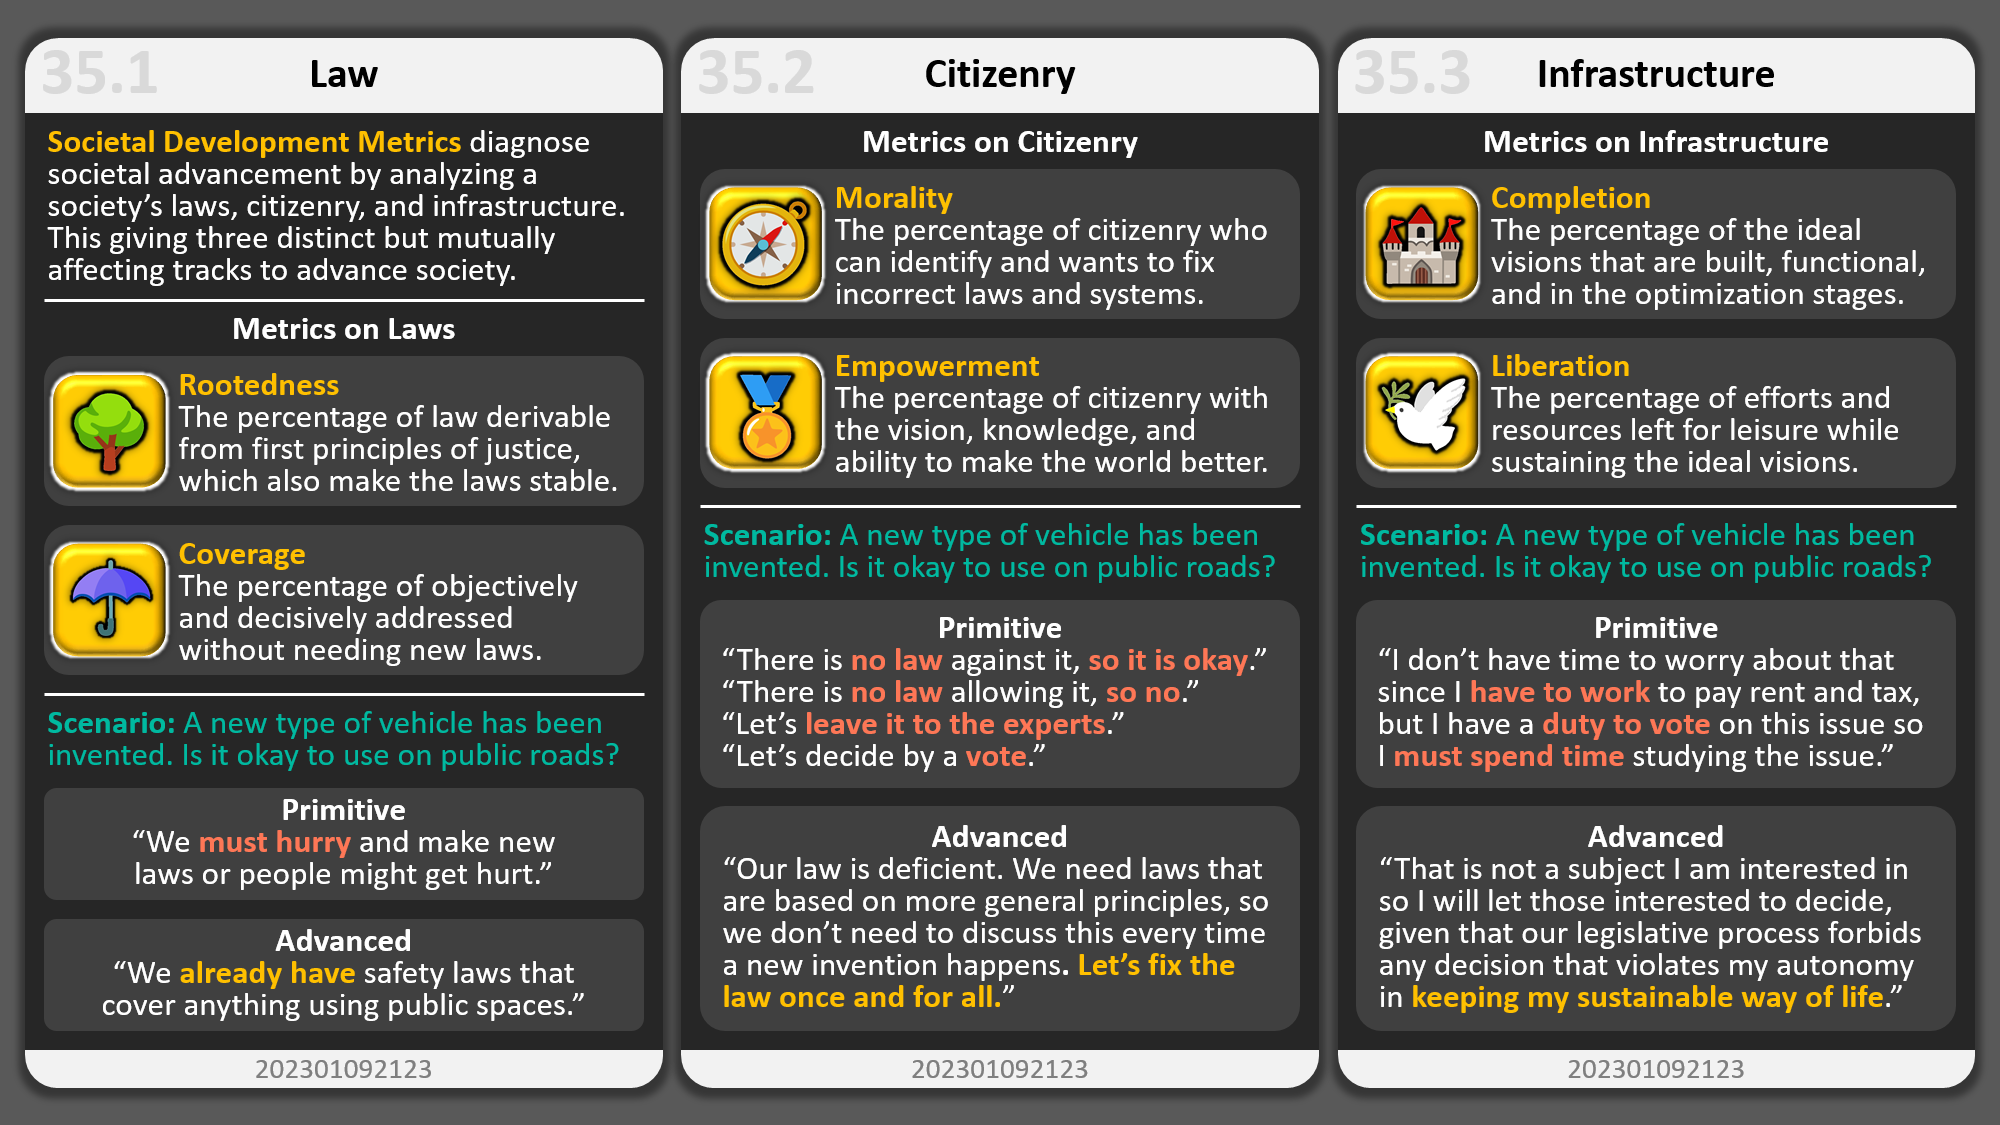 35.1
Law
Societal Development Metrics diagnose
societal advancement by analyzing a
society’s laws, citizenry, and infrastructure.
This giving three distinct but mutually
affecting tracks to advance society.
Metrics on Laws
Rootedness
The percentage of law derivable
from first principles of justice,
which also make the laws stable.
Coverage
The percentage of objectively
and decisively addressed
without needing new laws.
Scenario: A new type of vehicle has been
invented. Is it okay to use on public roads?
Primitive
“We must hurry and make new
laws or people might get hurt.”
Advanced
“We already have safety laws that
cover anything using public spaces.”
202301092123
35.2
Citizenry
Metrics on Citizenry
Morality
The percentage of citizenry who
can identify and wants to fix
incorrect laws and systems.
Empowerment
The percentage of citizenry with
the vision, knowledge, and
ability to make the world better.
Scenario: A new type of vehicle has been
invented. Is it okay to use on public roads?
Primitive
“There is no law against it, so it is okay.”
“There is no law allowing it, so no.”
“Let’s leave it to the experts.”
“Let’s decide by a vote.”
Advanced
“Our law is deficient. We need laws that
are based on more general principles, so
we don’t need to discuss this every time
a new invention happens. Let’s fix the
law once and for all.”
202301092123
35.3
Infrastructure
Metrics on Infrastructure
Completion
The percentage of the ideal
visions that are built, functional,
and in the optimization stages.
Liberation
The percentage of efforts and
resources left for leisure while
sustaining the ideal visions.
Scenario: A new type of vehicle has been
invented. Is it okay to use on public roads?
Primitive
“I don’t have time to worry about that
since I have to work to pay rent and tax,
but I have a duty to vote on this issue so
I must spend time studying the issue.”
Advanced
“That is not a subject I am interested in
so I will let those interested to decide,
given that our legislative process forbids
any decision that violates my autonomy
in keeping my sustainable way of life.”
202301092123